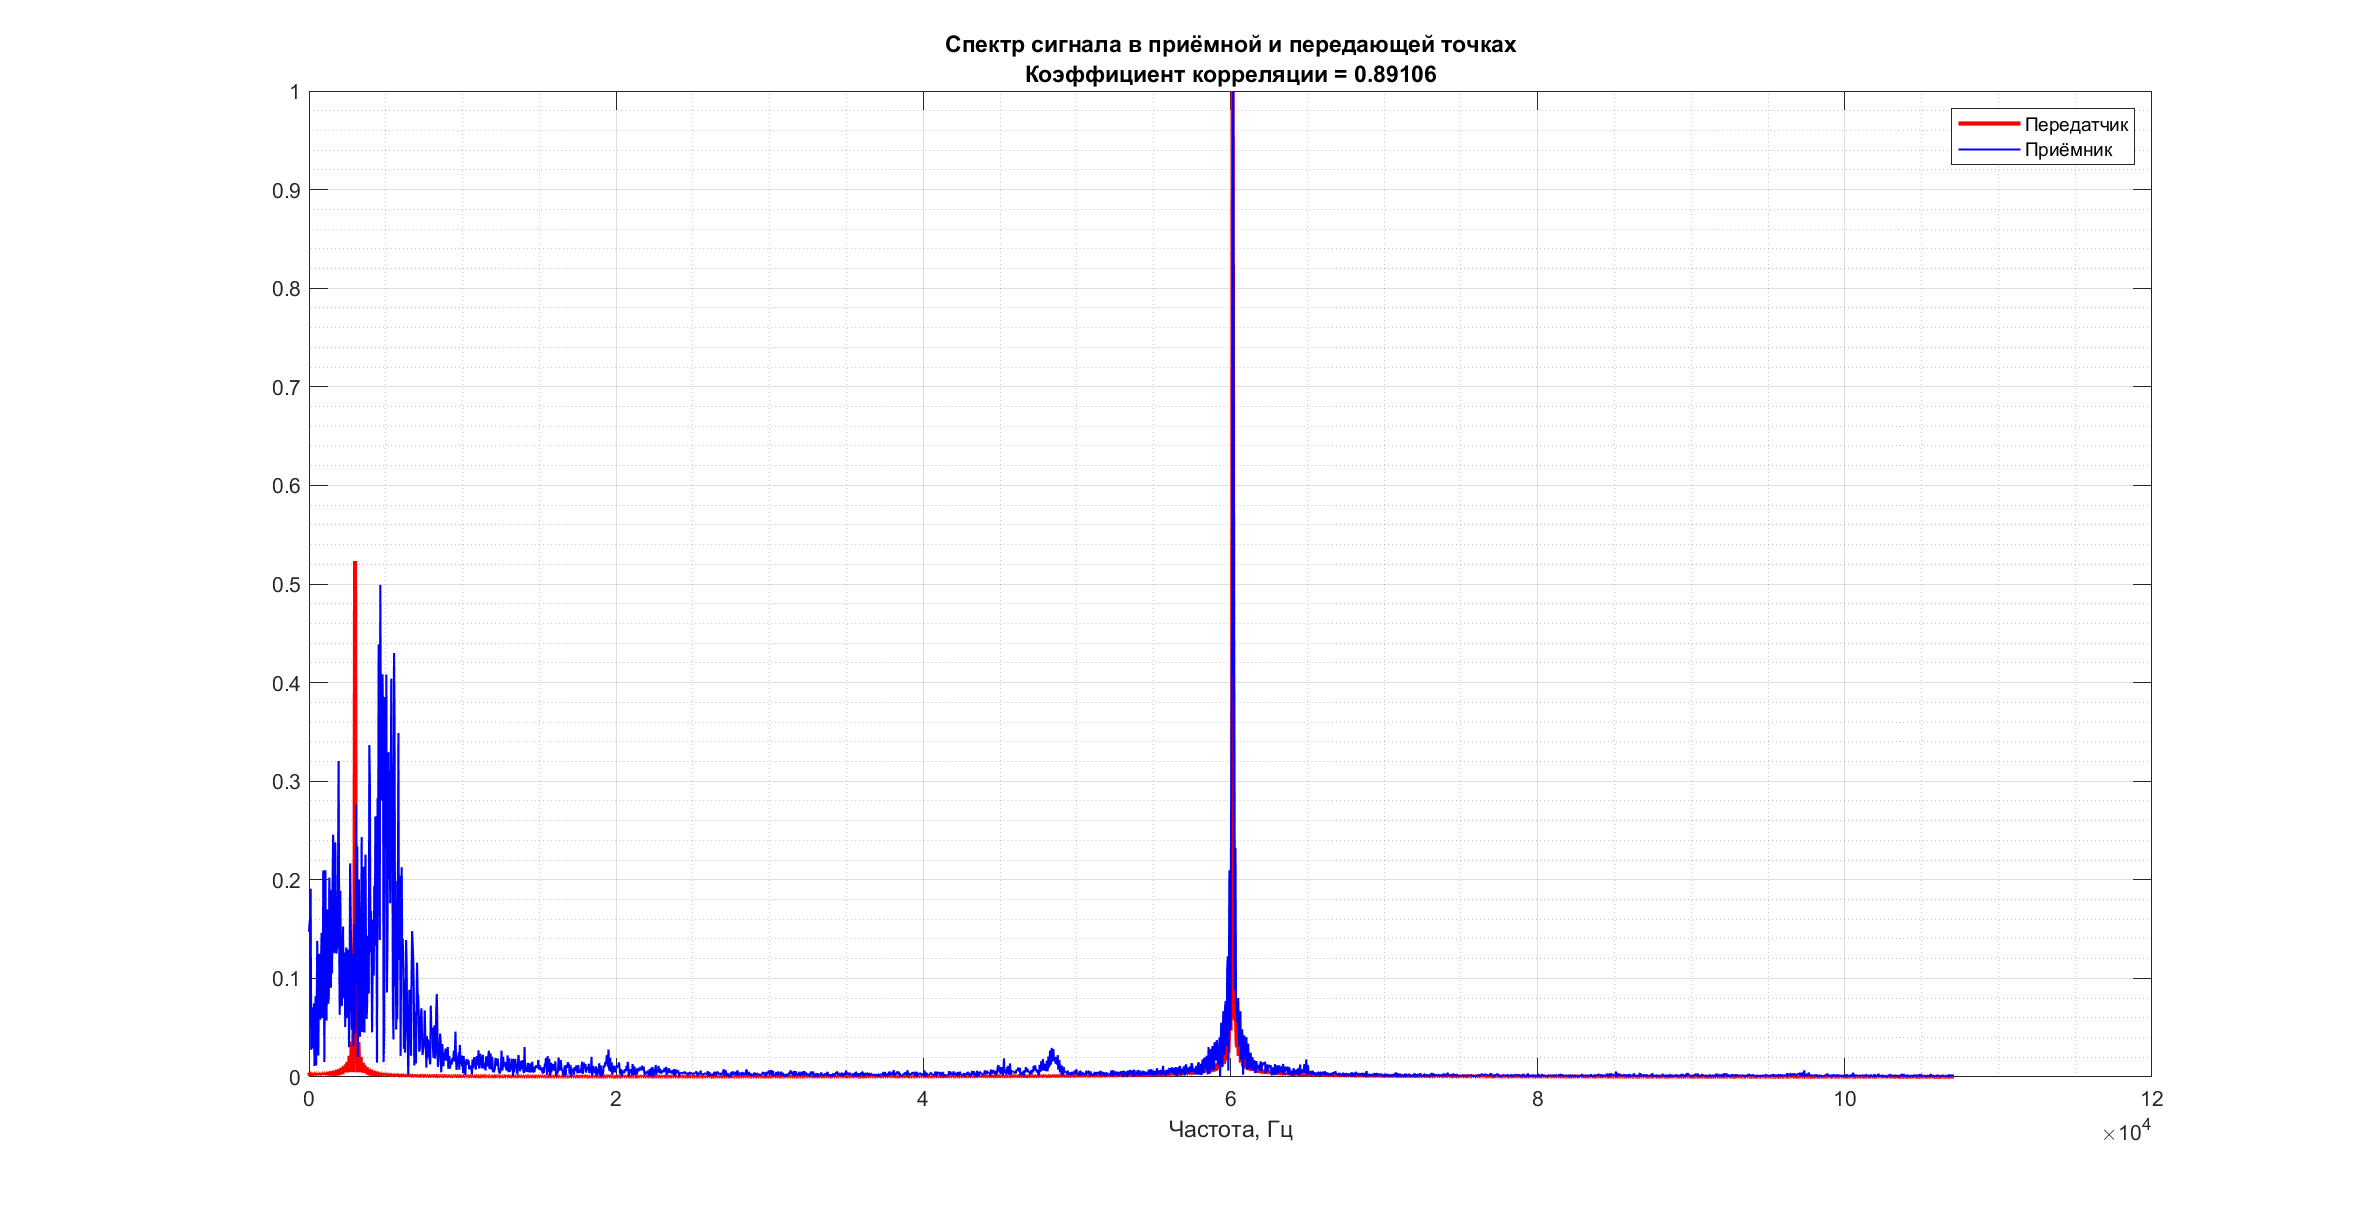 Спектр сигнала в приёмной и передающей точках
Коэффициент корреляции = 0.89106
Передатчик
Приёмник
1
0.9
0.8
0.7
0.6
0.5
0.4
0.3
0.2
0.1
0
0 2 4 6 8 10 12
Частота, Гц
×10⁴